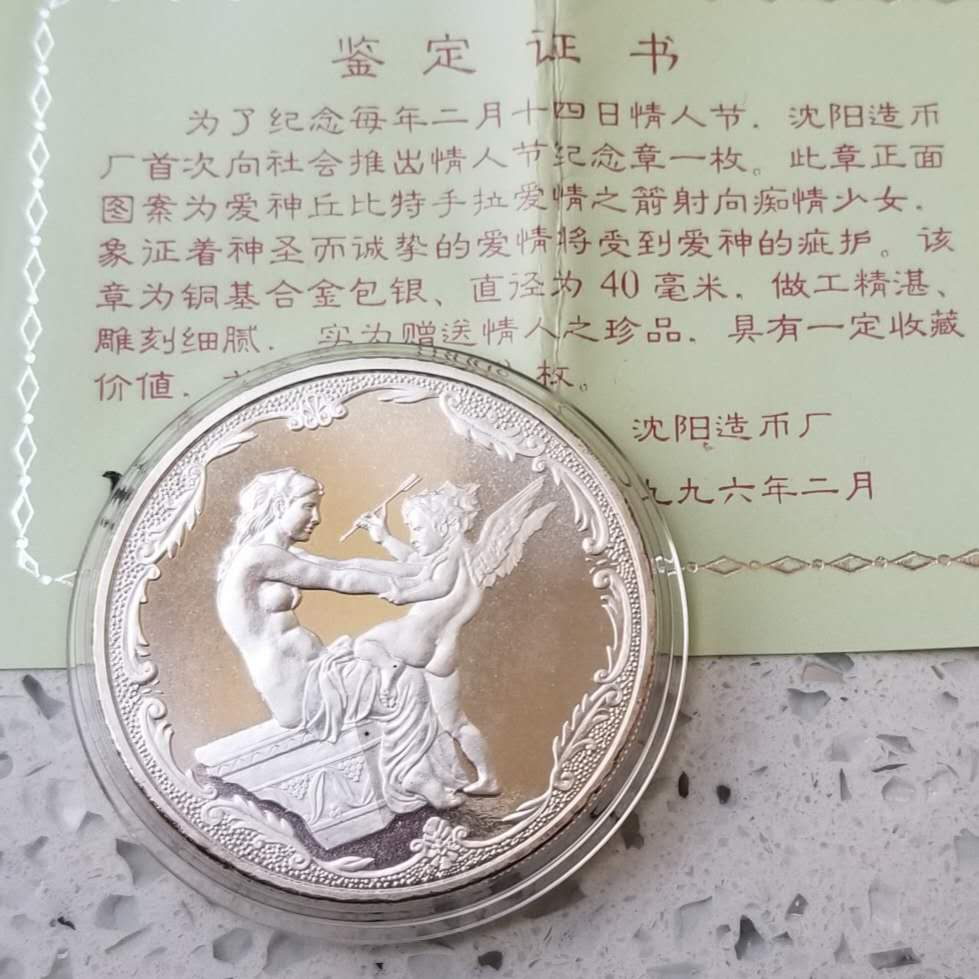 鉴定证书
为了纪念每年二月十四日情人节，沈阳造币
厂首次向社会推出情人节纪念章一枚。此章正面
图案为爱神丘比特手拉爱情之箭射向痴情少女，
象征着神圣而诚挚的爱情将受到爱神的疵护。该
章为铜基合金包银、直径为40毫米，做工精湛、
雕刻细腻，实为赠送情人之珍品，具有一定收藏
价值， 枚。
沈阳造币厂
九九六年二月